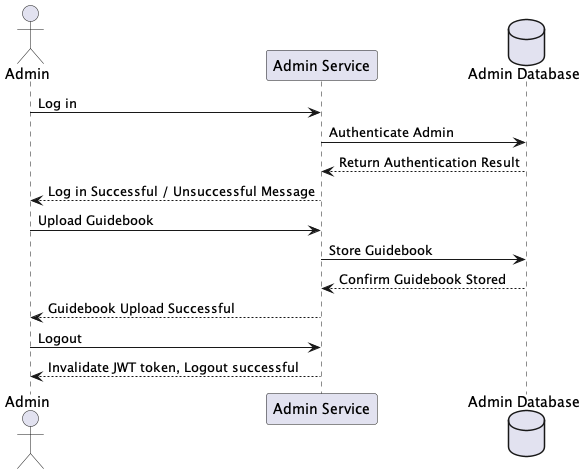 Admin
Admin Service
Admin Database
Log in
Authenticate Admin
Return Authentication Result
Log in Successful / Unsuccessful Message
Upload Guidebook
Store Guidebook
Confirm Guidebook Stored
Guidebook Upload Successful
Logout
Invalidate JWT token, Logout successful
Admin
Admin Service
Admin Database